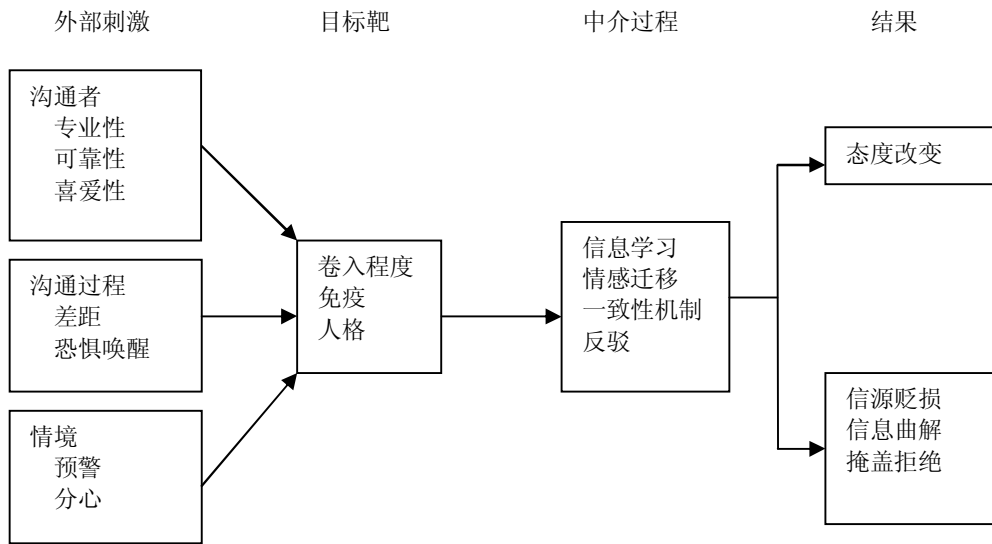 外部刺激
目标靶
中介过程
结果
沟通者
专业性
可靠性
喜爱性
沟通过程
差距
恐惧唤醒
情境
预警
分心
卷入程度
免疫
人格
信息学习
情感迁移
一致性机制
反驳
态度改变
信源贬损
信息曲解
掩盖拒绝